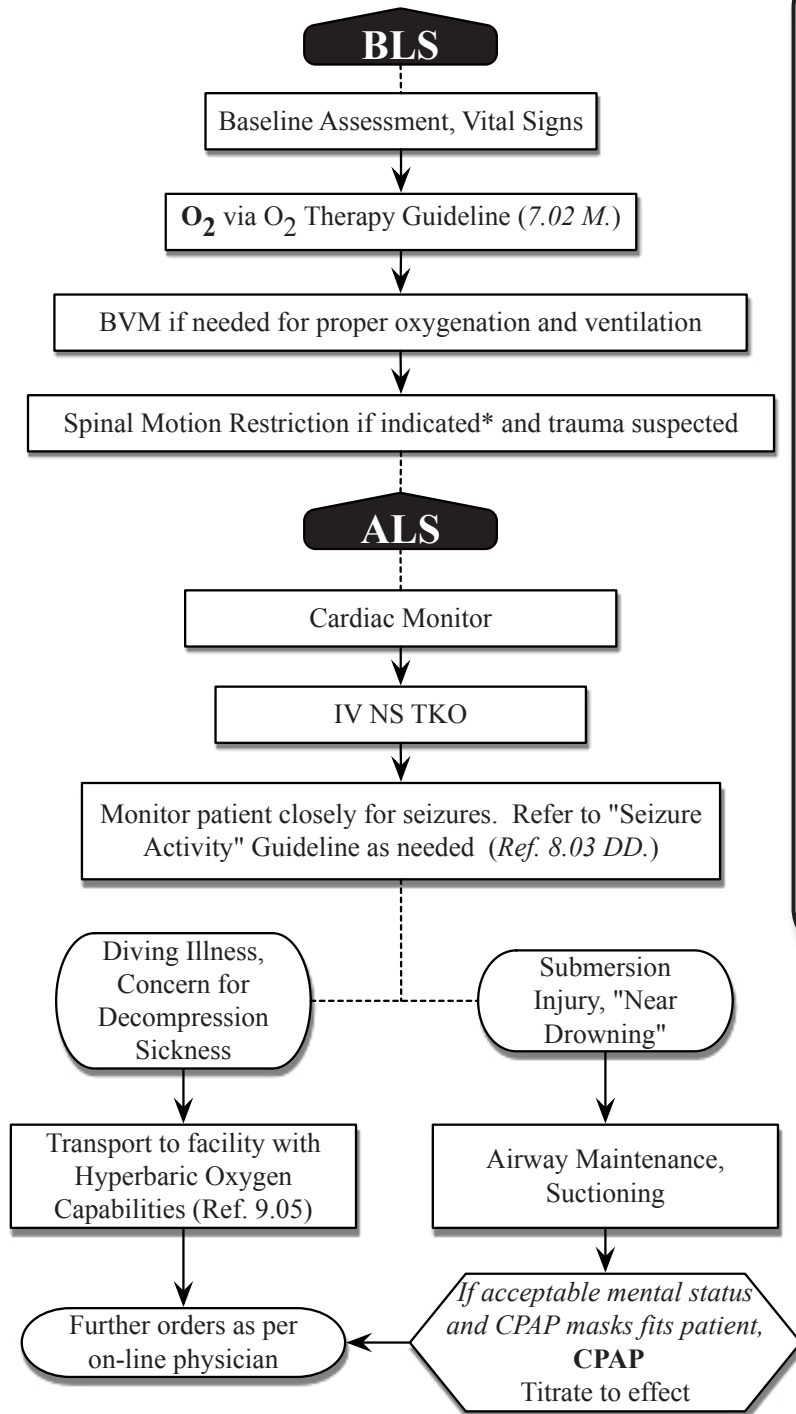 BLS
Baseline Assessment, Vital Signs
O2 via O2 Therapy Guideline (7.02 M.)
BVM if needed for proper oxygenation and ventilation
Spinal Motion Restriction if indicated* and trauma suspected
ALS
Cardiac Monitor
IV NS TKO
Monitor patient closely for seizures. Refer to "Seizure
Activity" Guideline as needed (Ref. 8.03 DD.)
Diving Illness,
Concern for
Decompression
Sickness
Transport to facility with
Hyperbaric Oxygen
Capabilities (Ref. 9.05)
Submersion
Injury, "Near
Drowning"
Airway Maintenance,
Suctioning
If acceptable mental status
and CPAP masks fits patient,
CPAP
Titrate to effect
Further orders as per
on-line physician